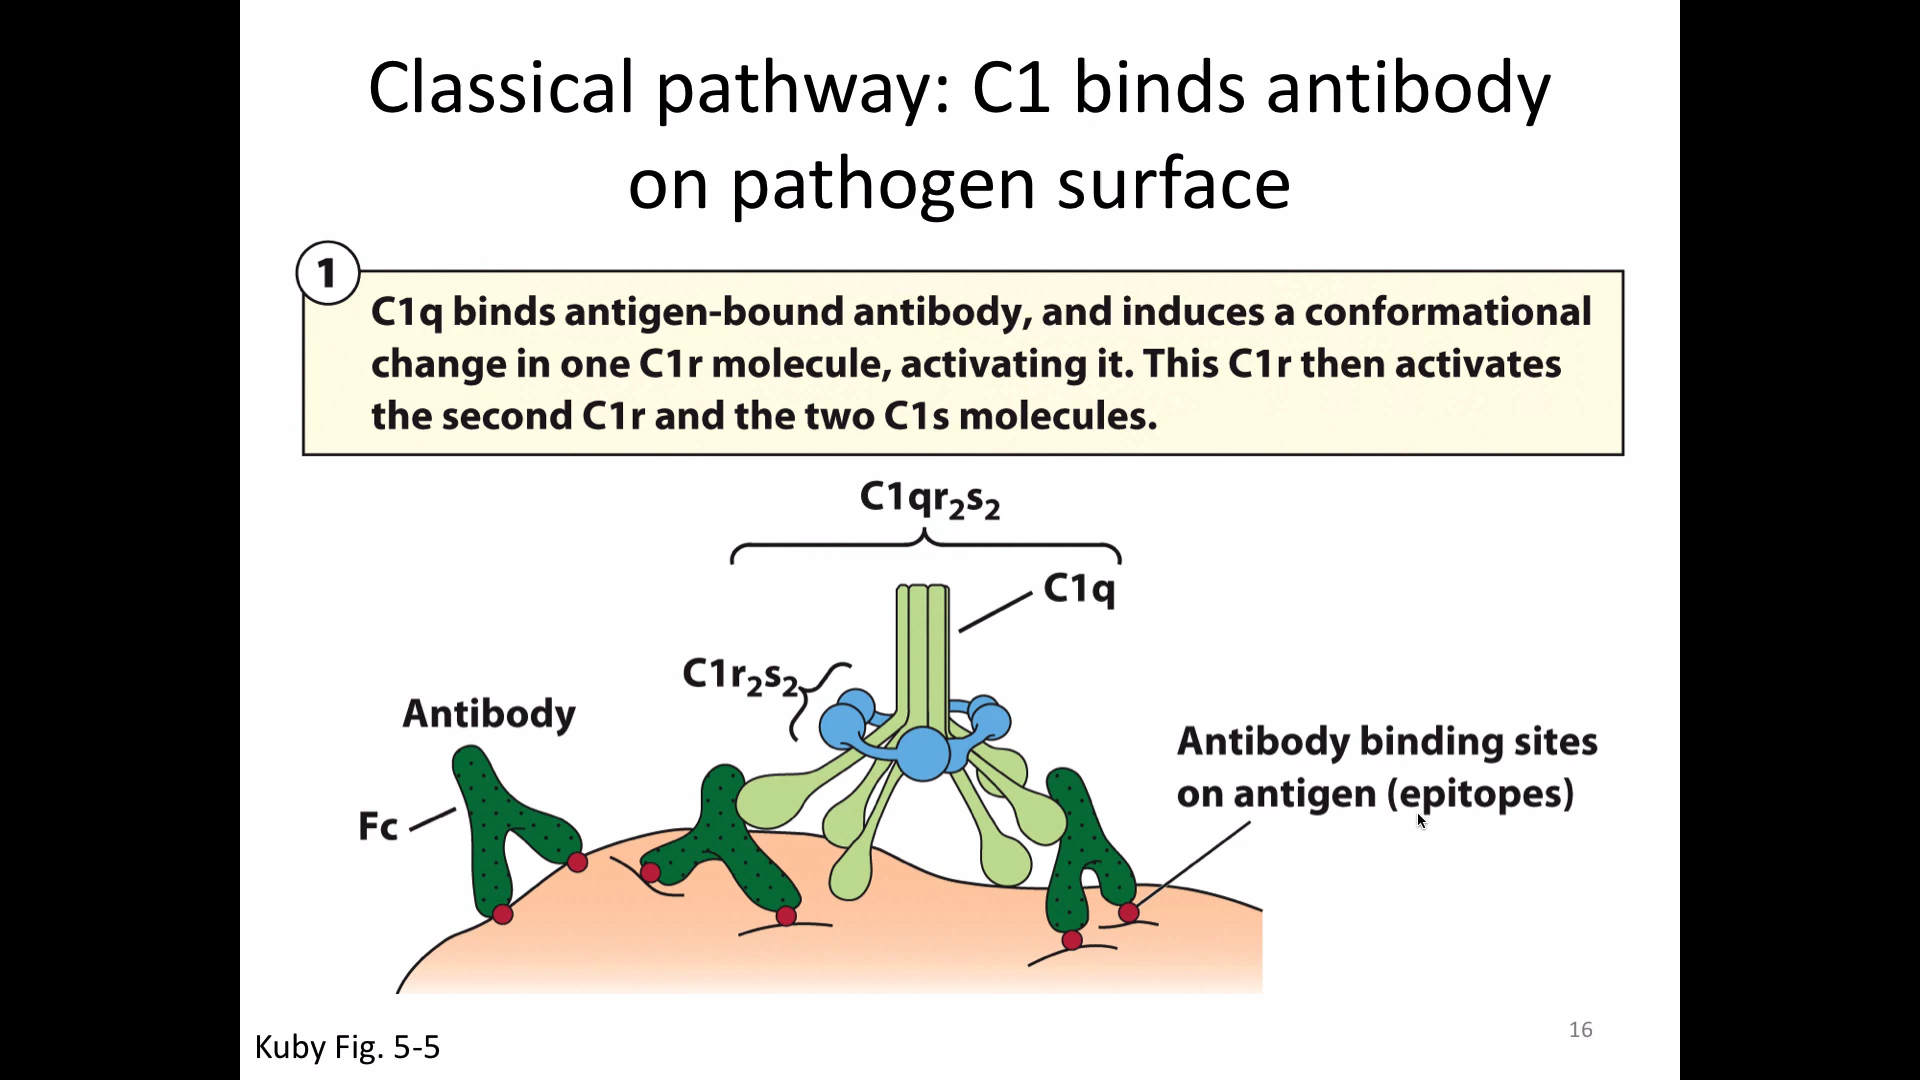 Classical pathway: C1 binds antibody
on pathogen surface
1
C1q binds antigen-bound antibody, and induces a conformational
change in one C1r molecule, activating it. This C1r then activates
the second C1r and the two C1s molecules.
C1qr₂s₂
C1q
C1r₂s₂
Antibody
Fc
Antibody binding sites
on antigen (epitopes)
Kuby Fig. 5-5
16